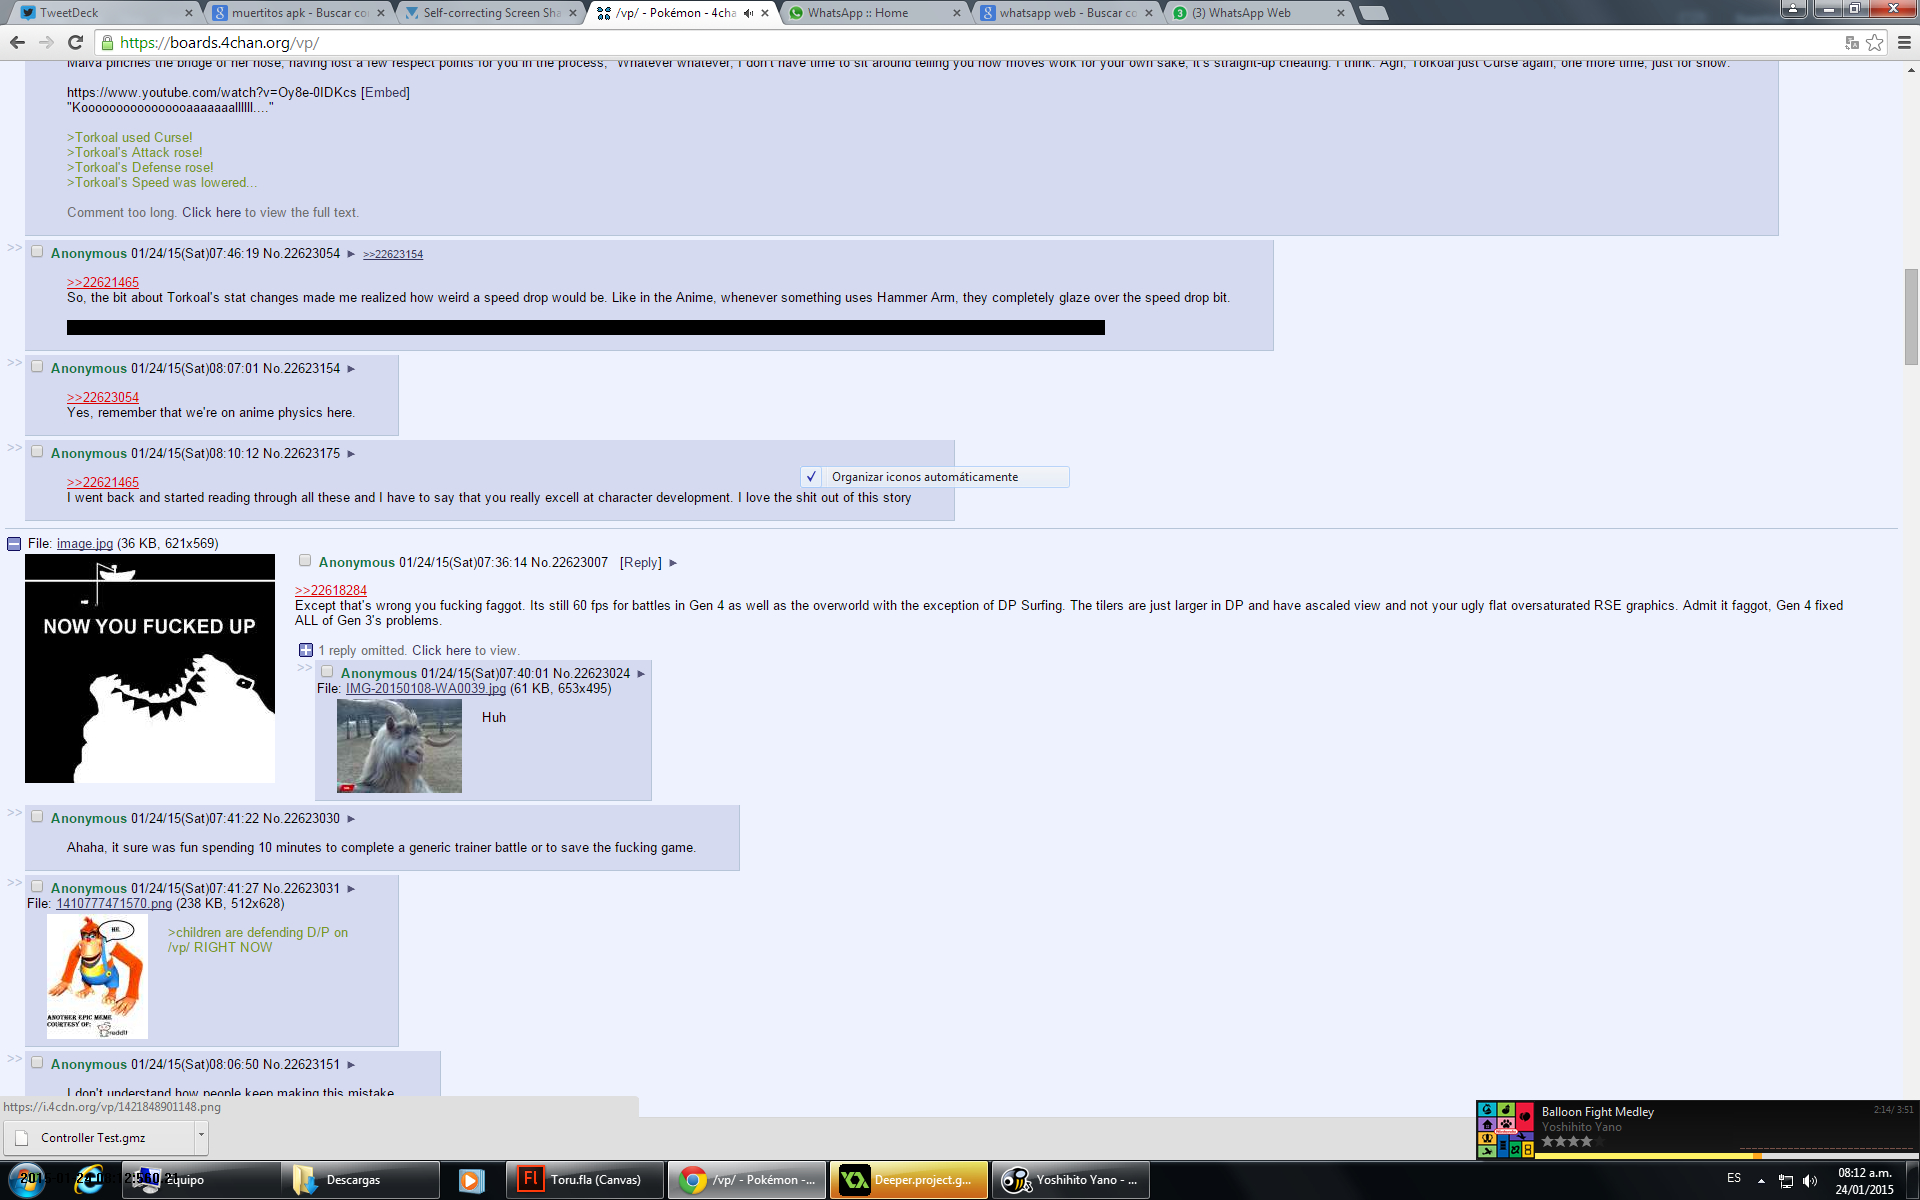 TweetDeck
muertitos apk - Buscar co
Self-correcting Screen Sha
/vp/ - Pokémon - 4cha
WhatsApp :: Home
whatsapp web - Buscar co
(3) WhatsApp Web
https://boards.4chan.org/vp/
Malva pinches the bridge of her nose, having lost a few respect points for you in the process, "Whatever whatever, I don't have time to sit around telling you how moves work for your own sake, it's straight-up cheating. I think. Agh, Torkoal just Curse again, one more time, just for show."
https://www.youtube.com/watch?v=Oy8e-0IDKcs [Embed]
>Torkoal used Curse!
>Torkoal's Attack rose!
>Torkoal's Defense rose!
>Torkoal's Speed was lowered...
Comment too long. Click here to view the full text.
>> Anonymous 01/24/15(Sat)07:46:19 No.22623054 ► >>22623154
>>22621465
So, the bit about Torkoal's stat changes made me realized how weird a speed drop would be. Like in the Anime, whenever something uses Hammer Arm, they completely glaze over the speed drop bit.
>> Anonymous 01/24/15(Sat)08:07:01 No.22623154 ►
>>22623054
Yes, remember that we're on anime physics here.
>> Anonymous 01/24/15(Sat)08:10:12 No.22623175 ►
✓ Organizar iconos automáticamente
>>22621465
I went back and started reading through all these and I have to say that you really excell at character development. I love the shit out of this story
File: image.jpg (36 KB, 621x569)
NOW YOU FUCKED UP
Anonymous 01/24/15(Sat)07:36:14 No.22623007 [Reply] ►
>>22618284
Except that's wrong you fucking faggot. Its still 60 fps for battles in Gen 4 as well as the overworld with the exception of DP Surfing. The tilers are just larger in DP and have ascaled view and not your ugly flat oversaturated RSE graphics. Admit it faggot, Gen 4 fixed
ALL of Gen 3's problems.
1 reply omitted. Click here to view.
>> Anonymous 01/24/15(Sat)07:40:01 No.22623024 ►
File: IMG-20150108-WA0039.jpg (61 KB, 653x495)
Huh
>> Anonymous 01/24/15(Sat)07:41:22 No.22623030 ►
Ahaha, it sure was fun spending 10 minutes to complete a generic trainer battle or to save the fucking game.
>> Anonymous 01/24/15(Sat)07:41:27 No.22623031 ►
File: 1410777471570.png (238 KB, 512x628)
HE.
ANOTHER EPIC MEME
COURTESY OF:
reddit
>children are defending D/P on
/vp/ RIGHT NOW
>> Anonymous 01/24/15(Sat)08:06:50 No.22623151 ►
I don't understand how people keep making this mistake
https://i.4cdn.org/vp/1421848901148.png
Controller Test.gmz
Balloon Fight Medley
2:14/ 3:51
Yoshihito Yano
Equipo
Descargas
Toru.fla (Canvas)
/vp/ - Pokémon -...
Deeper.project.g...
Yoshihito Yano - ...
ES
08:12 a.m.
24/01/2015